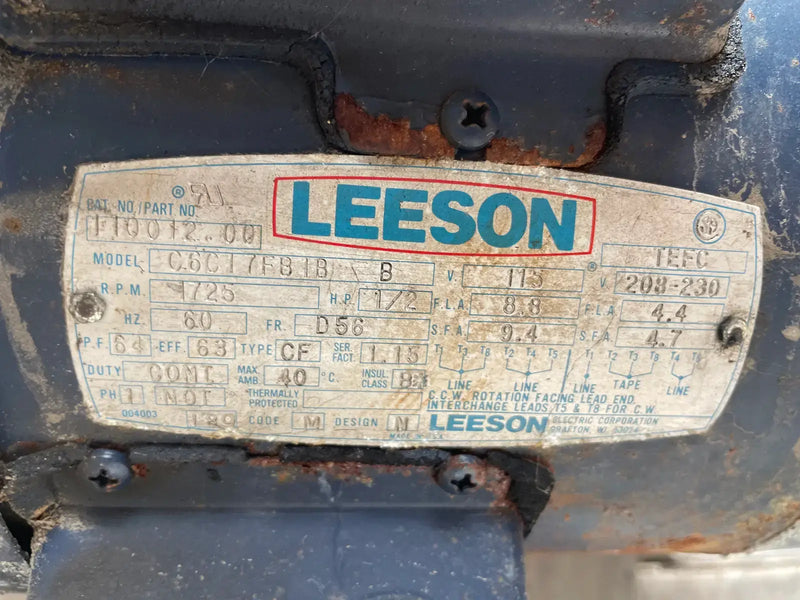 ® LEESON
CAT. NO./PART NO.
110012.00 TEFC
MODEL C6C17FB1B B V. 115 ® V. 208-230
R.P.M. 1725 H.P. 1/2 F.L.A. 8.8 F.L.A. 4.4
HZ 60 FR. D56 S.F.A. 9.4 S.F.A. 4.7
P.F 64 EFF. 63 TYPE CF SER. FACT. 1.15 T1 T3 T8 T2 T4 T5 T1 T2 T3 T8 T4 T5
LINE LINE LINE TAPE LINE
DUTY CONT MAX AMB. 40 °C. INSUL CLASS
C.C.W. ROTATION FACING LEAD END.
PH 1 NOT THERMALLY PROTECTED INTERCHANGE LEADS T5 & T8 FOR C.W.
004003 CODE M DESIGN N LEESON ELECTRIC CORPORATION
GRAFTON, WI. 53024
MADE IN U.S.A.